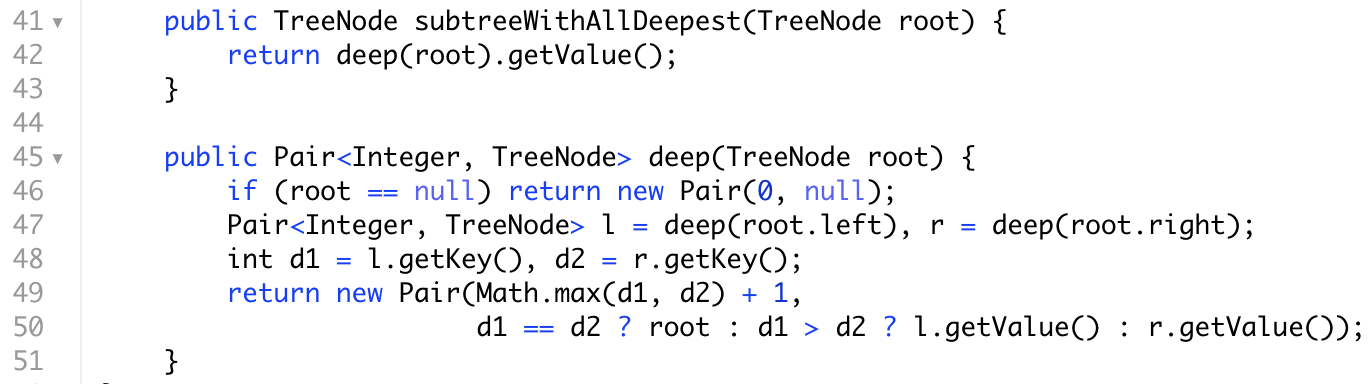 41 ▾ public TreeNode subtreeWithAllDeepest(TreeNode root) {
42 return deep(root).getValue();
43 }
44
45 ▾ public Pair<Integer, TreeNode> deep(TreeNode root) {
46 if (root == null) return new Pair(0, null);
47 Pair<Integer, TreeNode> l = deep(root.left), r = deep(root.right);
48 int d1 = l.getKey(), d2 = r.getKey();
49 return new Pair(Math.max(d1, d2) + 1,
50 d1 == d2 ? root : d1 > d2 ? l.getValue() : r.getValue());
51 }